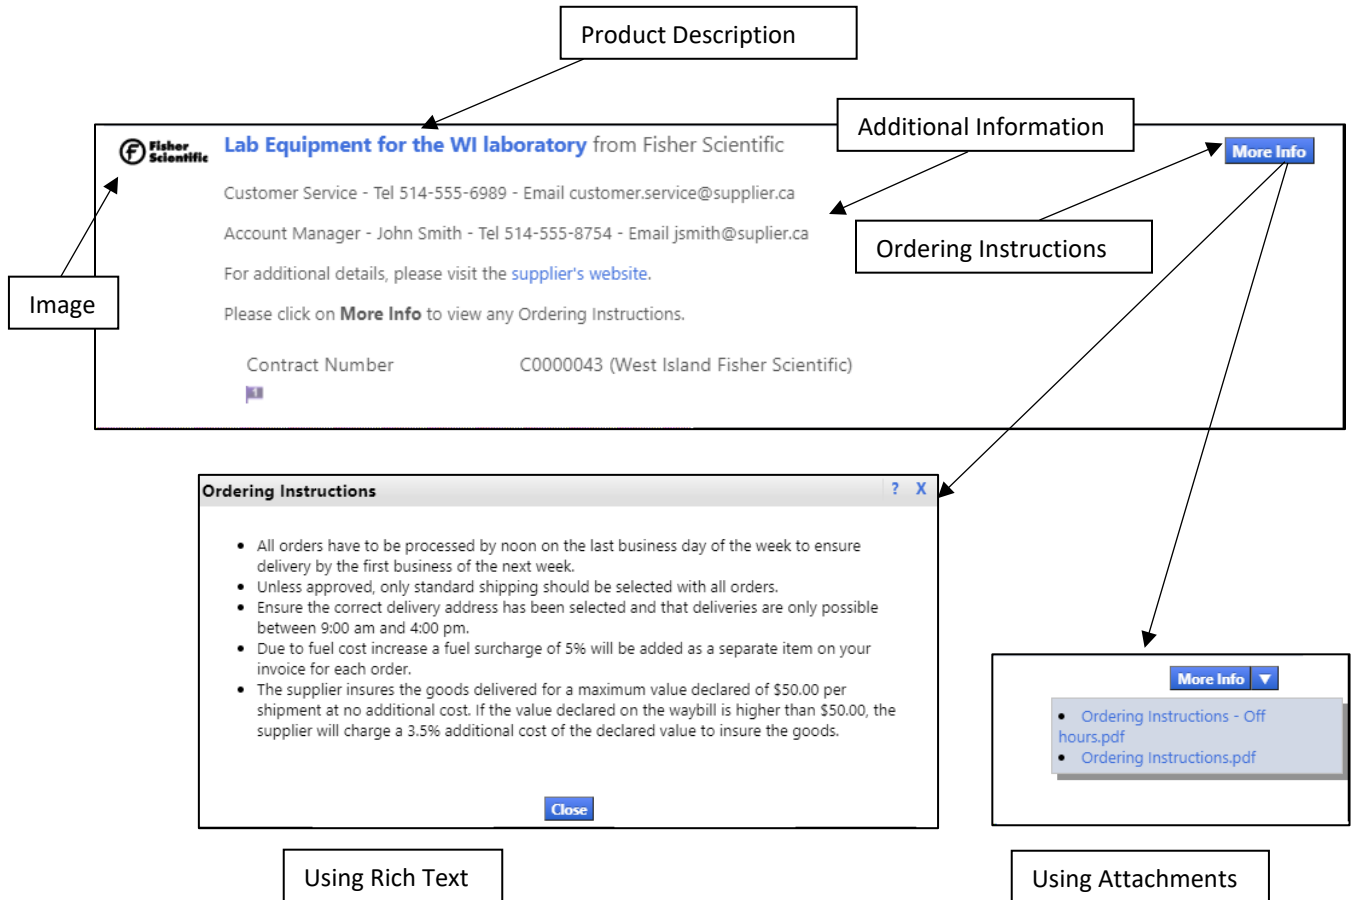 Product Description
Additional Information
Fisher
Scientific
Lab Equipment for the WI laboratory from Fisher Scientific
More Info
Customer Service - Tel 514-555-6989 - Email customer.service@supplier.ca
Account Manager - John Smith - Tel 514-555-8754 - Email jsmith@suplier.ca
Ordering Instructions
For additional details, please visit the supplier's website.
Image
Please click on More Info to view any Ordering Instructions.
Contract Number
C0000043 (West Island Fisher Scientific)
1
Ordering Instructions
? X
• All orders have to be processed by noon on the last business day of the week to ensure
delivery by the first business of the next week.
• Unless approved, only standard shipping should be selected with all orders.
• Ensure the correct delivery address has been selected and that deliveries are only possible
between 9:00 am and 4:00 pm.
• Due to fuel cost increase a fuel surcharge of 5% will be added as a separate item on your
invoice for each order.
• The supplier insures the goods delivered for a maximum value declared of $50.00 per
shipment at no additional cost. If the value declared on the waybill is higher than $50.00, the
supplier will charge a 3.5% additional cost of the declared value to insure the goods.
Close
More Info
• Ordering Instructions - Off
hours.pdf
• Ordering Instructions.pdf
Using Rich Text
Using Attachments